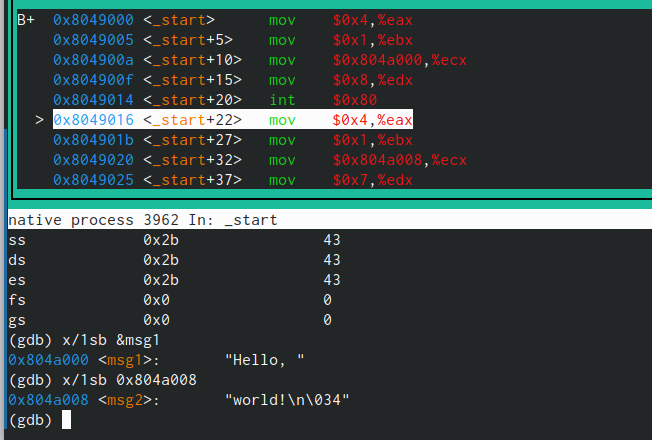 B+ 0x8049000 <_start> mov $0x4,%eax
0x8049005 <_start+5> mov $0x1,%ebx
0x804900a <_start+10> mov $0x804a000,%ecx
0x804900f <_start+15> mov $0x8,%edx
0x8049014 <_start+20> int $0x80
> 0x8049016 <_start+22> mov $0x4,%eax
0x804901b <_start+27> mov $0x1,%ebx
0x8049020 <_start+32> mov $0x804a008,%ecx
0x8049025 <_start+37> mov $0x7,%edx
native process 3962 In: _start
ss 0x2b 43
ds 0x2b 43
es 0x2b 43
fs 0x0 0
gs 0x0 0
(gdb) x/1sb &msg1
0x804a000 <msg1>: "Hello, "
(gdb) x/1sb 0x804a008
0x804a008 <msg2>: "world!\n\034"
(gdb)